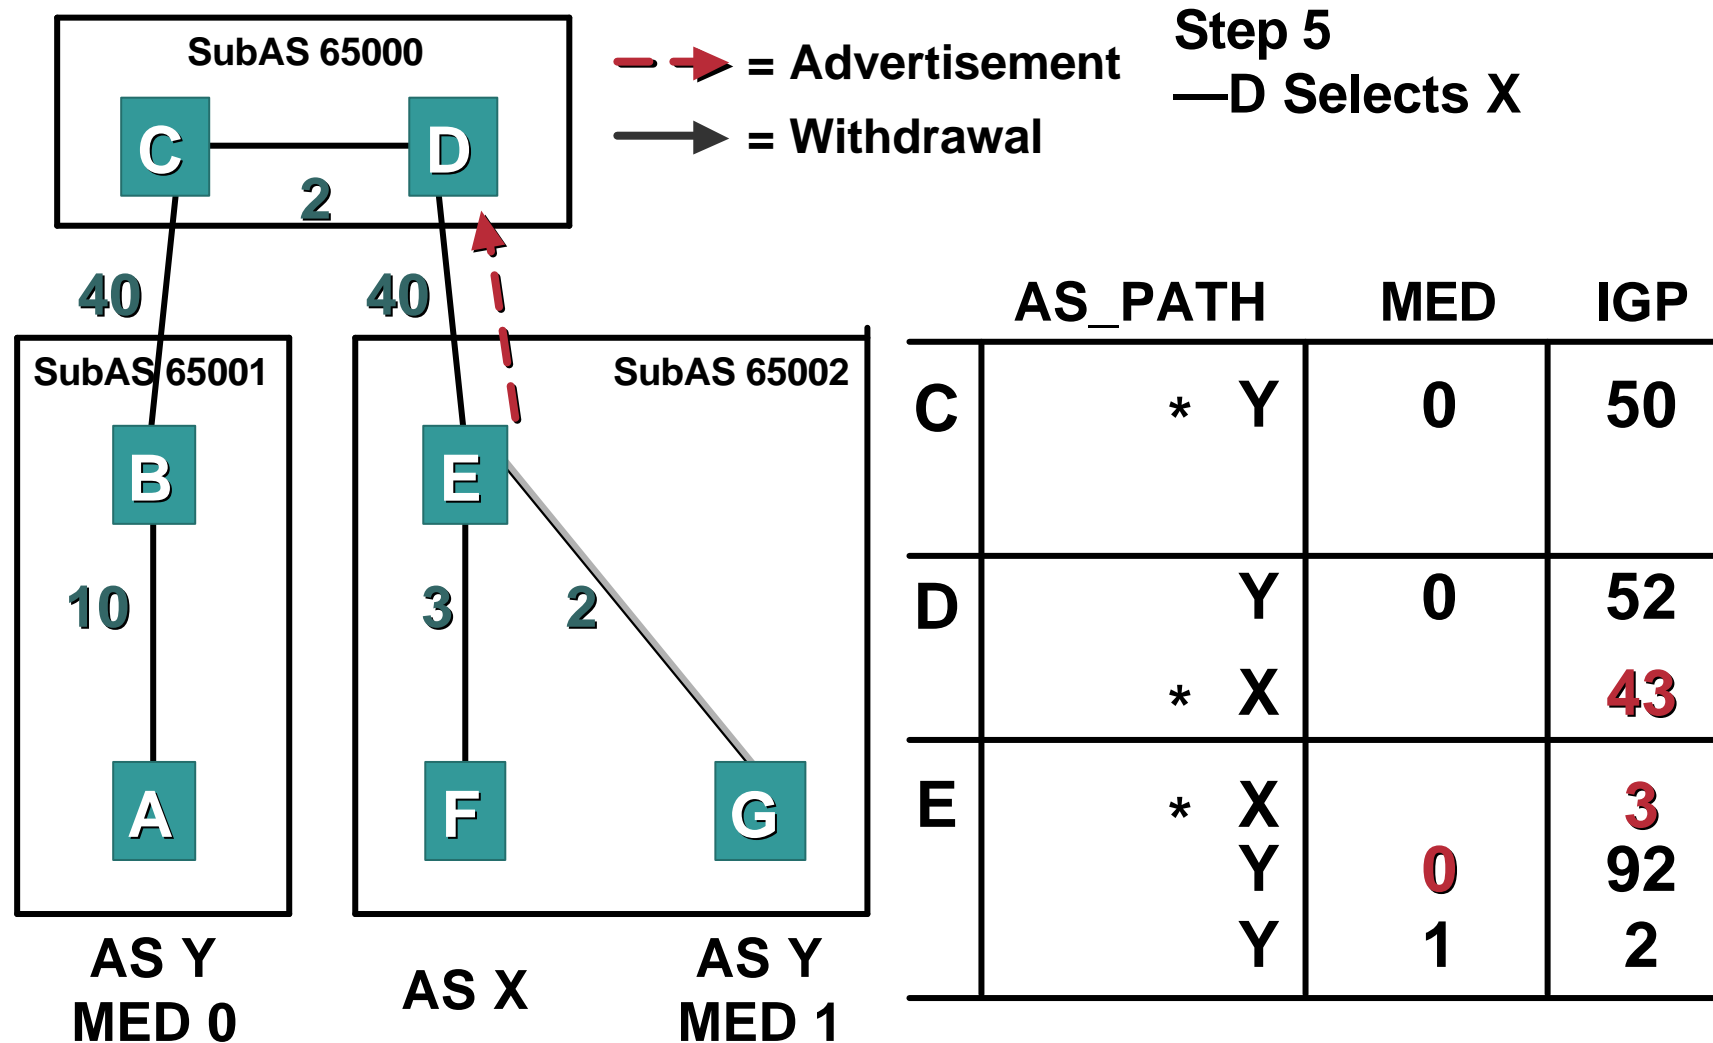 SubAS 65000
C
D
2
= Advertisement
= Withdrawal
Step 5
—D Selects X
40
40
SubAS 65001
SubAS 65002
B
E
10
3
2
A
F
G
AS Y
MED 0
AS X
AS Y
MED 1
AS_PATH MED IGP
C * Y 0 50
D Y 0 52
* X 43
E * X 3
Y 0 92
Y 1 2